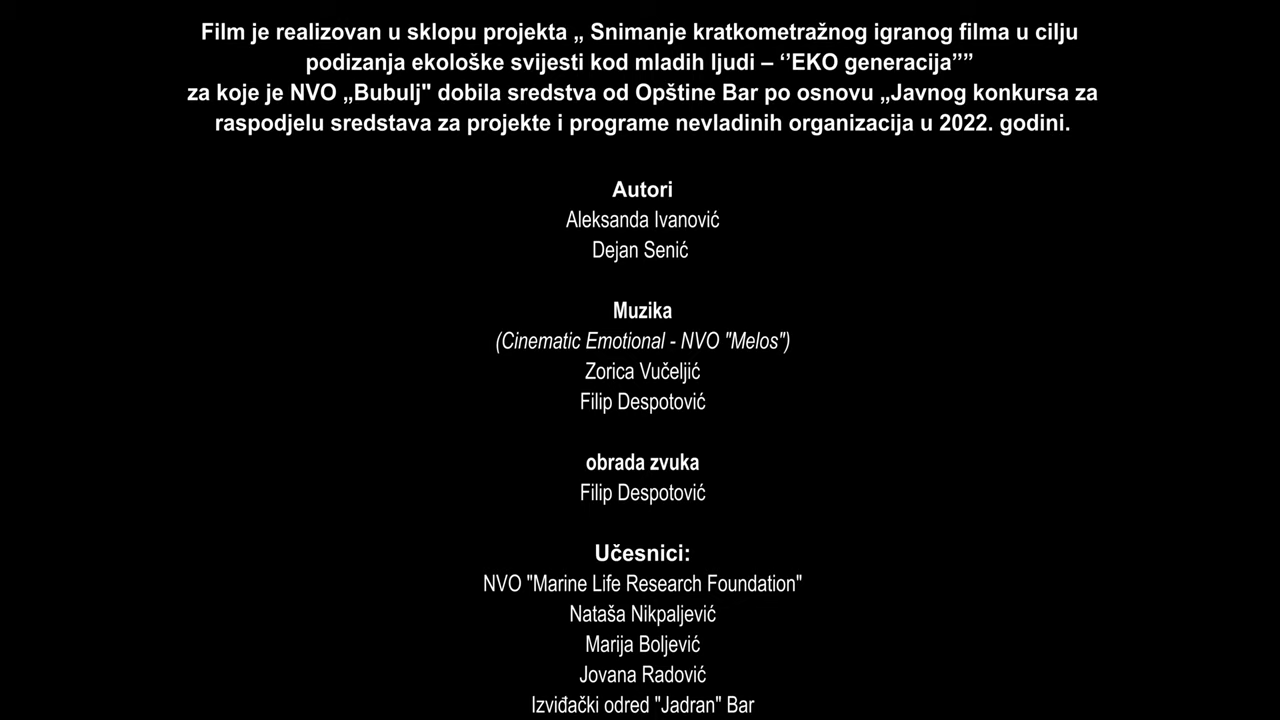 Film je realizovan u sklopu projekta „ Snimanje kratkometražnog igranog filma u cilju
podizanja ekološke svijesti kod mladih ljudi – ‘’EKO generacija””
za koje je NVO „Bubulj" dobila sredstva od Opštine Bar po osnovu „Javnog konkursa za
raspodjelu sredstava za projekte i programe nevladinih organizacija u 2022. godini.
Autori
Aleksanda Ivanović
Dejan Senić
Muzika
(Cinematic Emotional - NVO "Melos")
Zorica Vučeljić
Filip Despotović
obrada zvuka
Filip Despotović
Učesnici:
NVO "Marine Life Research Foundation"
Nataša Nikpaljević
Marija Boljević
Jovana Radović
Izviđački odred "Jadran" Bar